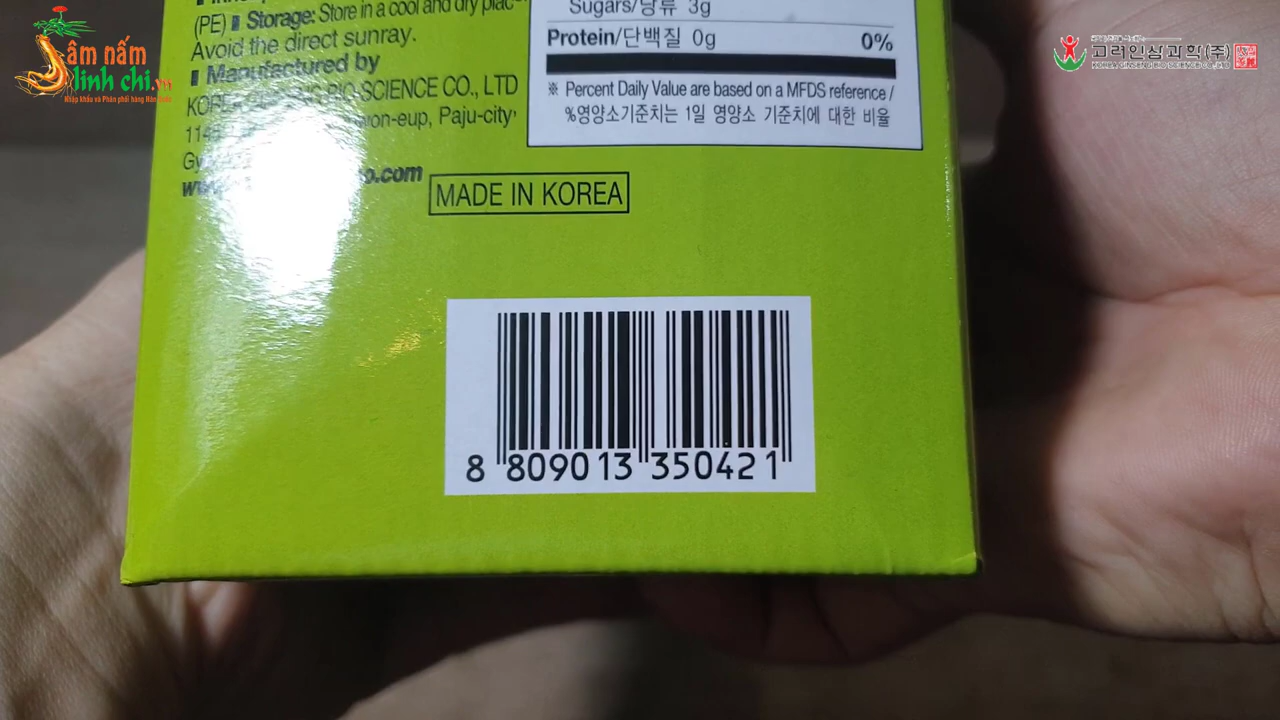 Sâm nấm
linh chi.vn
Nhập khẩu và Phân phối hàng Hàn
고려인삼과학(주)
KOREA GINSENG BIO SCIENCE CO.,LTD
(PE) ▮ Storage: Store in a cool and dry
Avoid the direct sunray.
▮ Manufactured by
BIO-SCIENCE CO., LTD
Paju-city,
.com
MADE IN KOREA
Sugars/당류 3g
Protein/단백질 0g 0%
※ Percent Daily Value are based on a MFDS reference /
%영양소기준치는 1일 영양소 기준치에 대한 비율
8 809013 350421